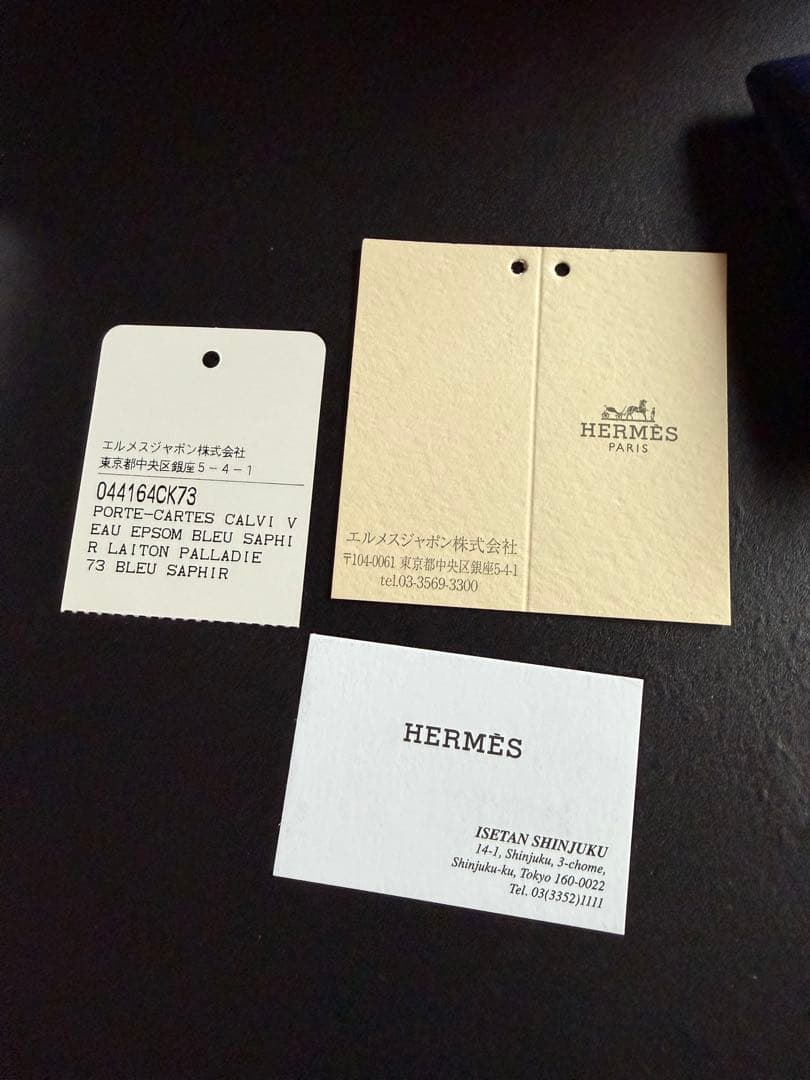 エルメスジャポン株式会社
東京都中央区銀座5-4-1
044164CK73
PORTE-CARTES CALVI V
EAU EPSOM BLEU SAPHI
R LAITON PALLADIE
73 BLEU SAPHIR
HERMÈS
PARIS
エルメスジャポン株式会社
〒104-0061 東京都中央区銀座5-4-1
tel.03-3569-3300
HERMÈS
ISETAN SHINJUKU
14-1, Shinjuku, 3-chome,
Shinjuku-ku, Tokyo 160-0022
Tel. 03(3352)1111